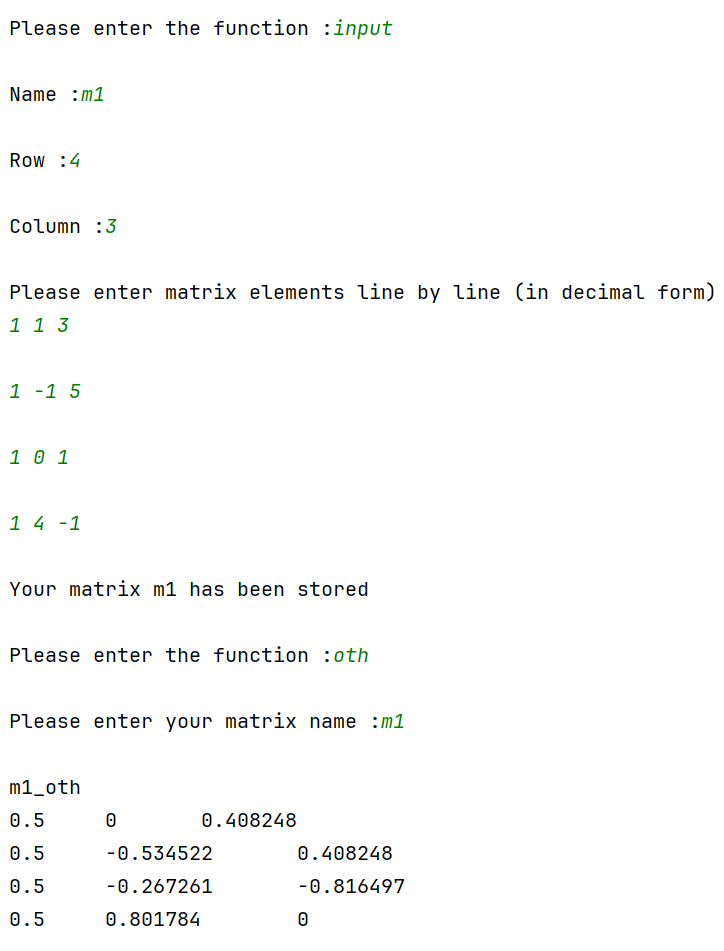 Please enter the function :input
Name :m1
Row :4
Column :3
Please enter matrix elements line by line (in decimal form)
1 1 3
1 -1 5
1 0 1
1 4 -1
Your matrix m1 has been stored
Please enter the function :oth
Please enter your matrix name :m1
m1_oth
0.5 0 0.408248
0.5 -0.534522 0.408248
0.5 -0.267261 -0.816497
0.5 0.801784 0